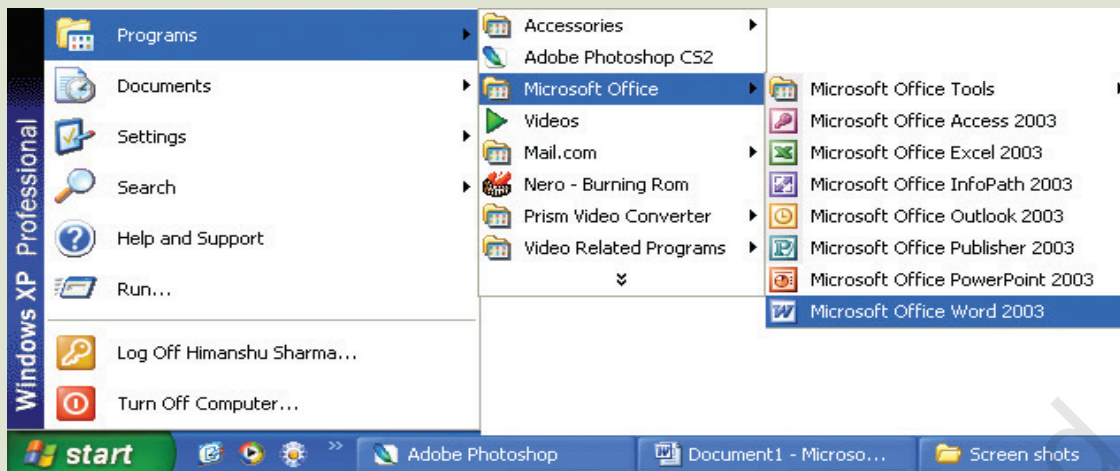 Windows XP Professional
Programs
Documents
Settings
Search
Help and Support
Run...
Log Off Himanshu Sharma...
Turn Off Computer...
Accessories
Adobe Photoshop CS2
Microsoft Office
Videos
Mail.com
Nero - Burning Rom
Prism Video Converter
Video Related Programs
Microsoft Office Tools
Microsoft Office Access 2003
Microsoft Office Excel 2003
Microsoft Office InfoPath 2003
Microsoft Office Outlook 2003
Microsoft Office Publisher 2003
Microsoft Office PowerPoint 2003
Microsoft Office Word 2003
start
Adobe Photoshop
Document1 - Microso...
Screen shots